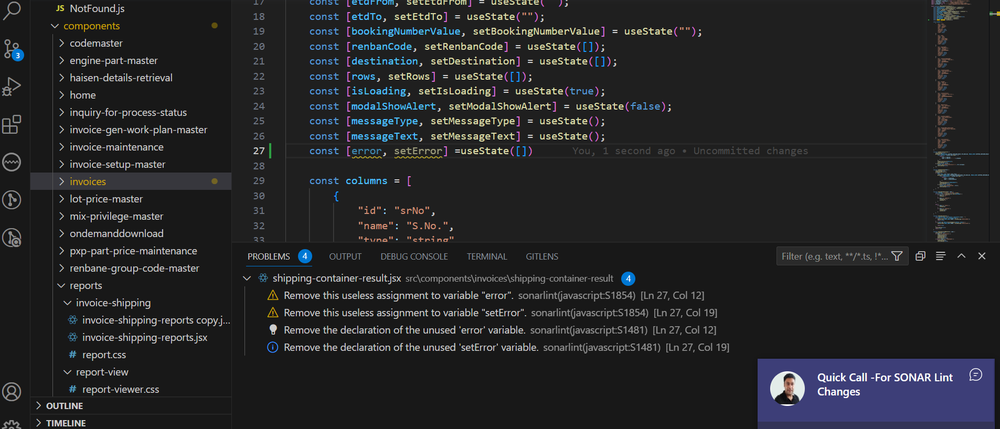 JS NotFound.js
components
codemaster
engine-part-master
haisen-details-retrieval
home
inquiry-for-process-status
invoice-gen-work-plan-master
invoice-maintenance
invoice-setup-master
invoices
lot-price-master
mix-privilege-master
ondemanddownload
pxp-part-price-maintenance
renbane-group-code-master
reports
invoice-shipping
invoice-shipping-reports copy.j...
invoice-shipping-reports.jsx
# report.css
report-view
# report-viewer.css
OUTLINE
TIMELINE
3
17 const [etdFrom, setEtdFrom] = useState("");
18 const [etdTo, setEtdTo] = useState("");
19 const [bookingNumberValue, setBookingNumberValue] = useState("");
20 const [renbanCode, setRenbanCode] = useState([]);
21 const [destination, setDestination] = useState([]);
22 const [rows, setRows] = useState([]);
23 const [isLoading, setIsLoading] = useState(true);
24 const [modalShowAlert, setModalShowAlert] = useState(false);
25 const [messageType, setMessageType] = useState();
26 const [messageText, setMessageText] = useState();
27 const [error, setError] =useState([]) You, 1 second ago • Uncommitted changes
28
29 const columns = [
30 {
31 "id": "srNo",
32 "name": "S.No.",
33 "type": "string"
PROBLEMS 4 OUTPUT DEBUG CONSOLE TERMINAL GITLENS Filter (e.g. text, **/*.ts, !*...
shipping-container-result.jsx src\components\invoices\shipping-container-result 4
Remove this useless assignment to variable "error". sonarlint(javascript:S1854) [Ln 27, Col 12]
Remove this useless assignment to variable "setError". sonarlint(javascript:S1854) [Ln 27, Col 19]
Remove the declaration of the unused 'error' variable. sonarlint(javascript:S1481) [Ln 27, Col 12]
Remove the declaration of the unused 'setError' variable. sonarlint(javascript:S1481) [Ln 27, Col 19]
Quick Call -For SONAR Lint
Changes